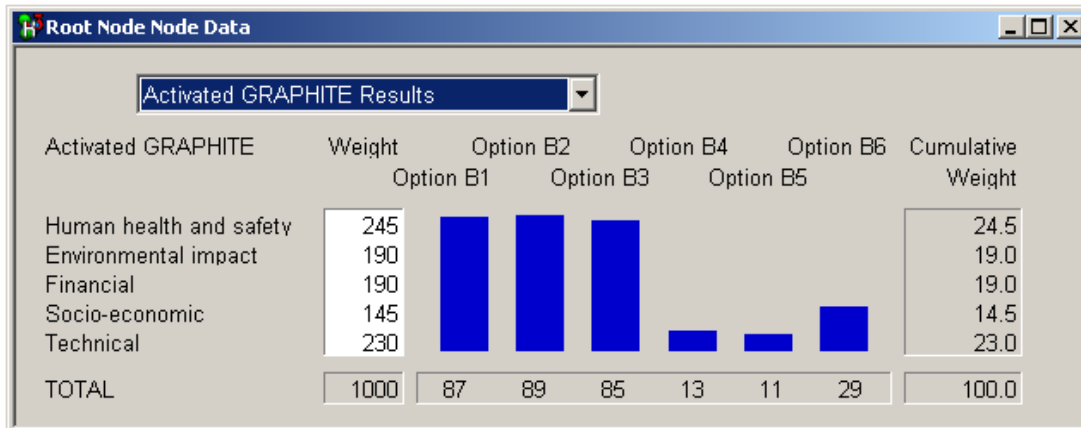 Root Node Node Data
Activated GRAPHITE Results
Activated GRAPHITE Weight Option B2 Option B4 Option B6 Cumulative
Option B1 Option B3 Option B5 Weight
Human health and safety 245 24.5
Environmental impact 190 19.0
Financial 190 19.0
Socio-economic 145 14.5
Technical 230 23.0
TOTAL 1000 87 89 85 13 11 29 100.0